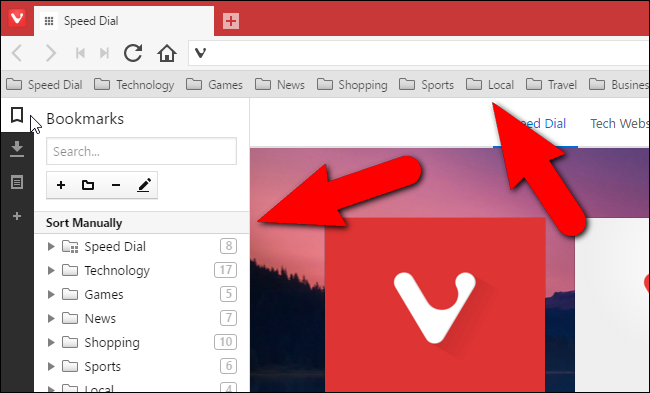 Speed Dial
Speed Dial Technology Games News Shopping Sports Local Travel Busines
Bookmarks
Search...
Sort Manually
Speed Dial 8
Technology 17
Games 5
News 7
Shopping 10
Sports 6
Local 4
eed Dial Tech Webs